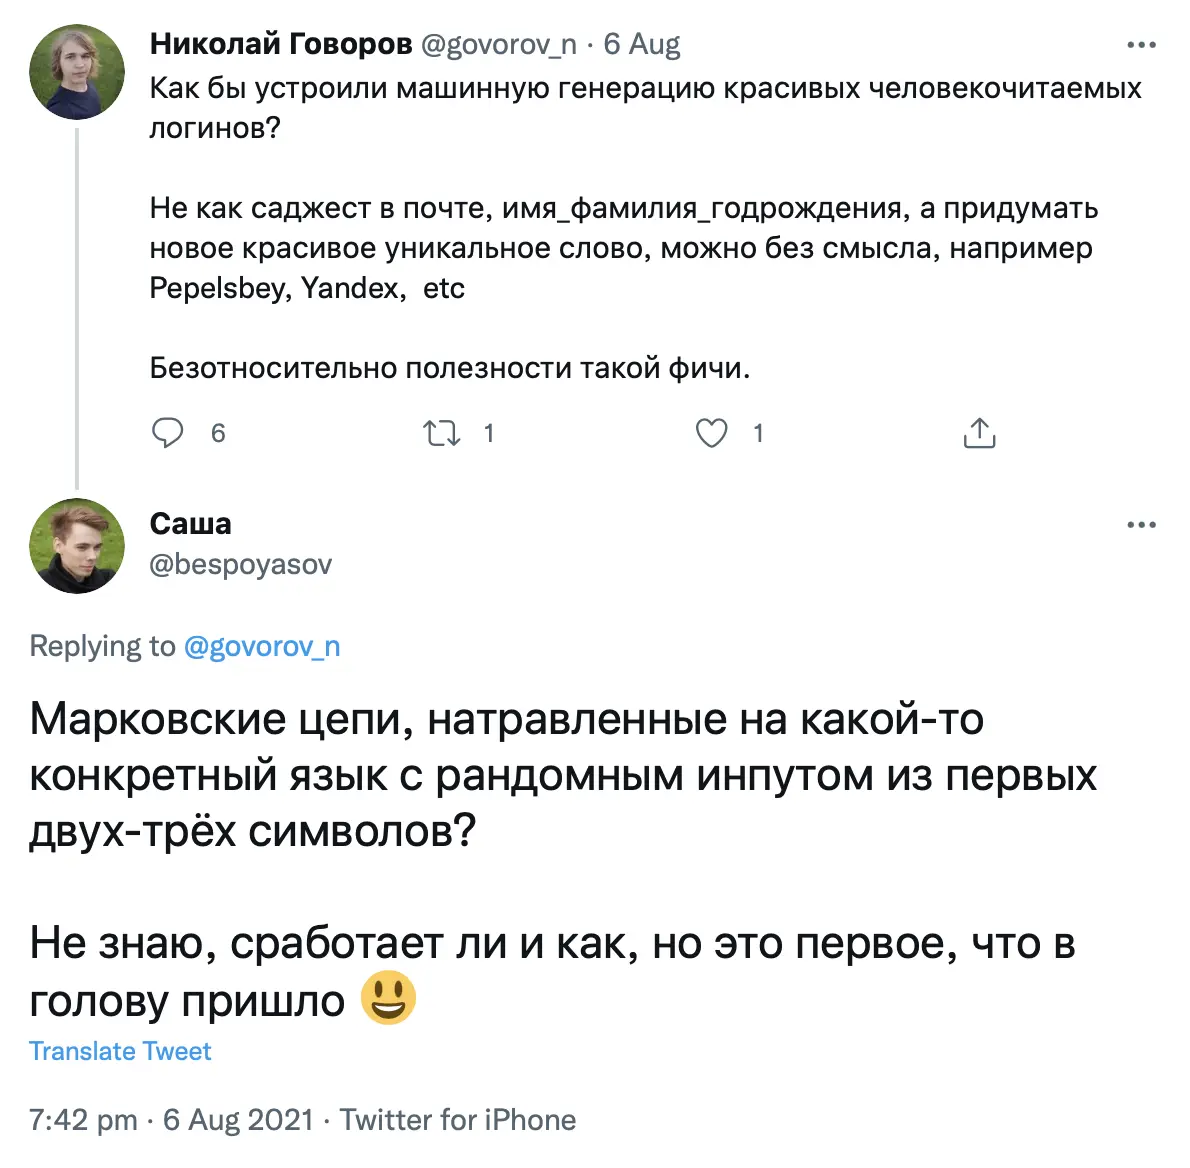 Николай Говоров @govorov_n · 6 Aug
Как бы устроили машинную генерацию красивых человекочитаемых
логинов?
Не как саджест в почте, имя_фамилия_годрождения, а придумать
новое красивое уникальное слово, можно без смысла, например
Pepelsbey, Yandex,  etc
Безотносительно полезности такой фичи.
6 1 1
Саша
@bespoyasov
Replying to @govorov_n
Марковские цепи, натравленные на какой-то
конкретный язык с рандомным инпутом из первых
двух-трёх символов?
Не знаю, сработает ли и как, но это первое, что в
голову пришло 😃
Translate Tweet
7:42 pm · 6 Aug 2021 · Twitter for iPhone